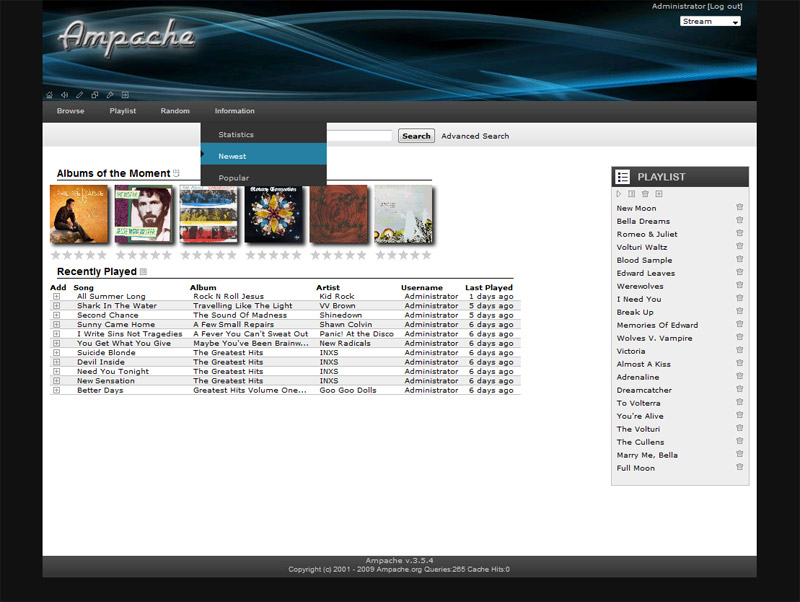 Administrator [Log out]
Ampache
Stream
Browse Playlist Random Information
Statistics
Search Advanced Search
Newest
Popular
Albums of the Moment
PLAYLIST
New Moon
Bella Dreams
Romeo & Juliet
Volturi Waltz
Blood Sample
Edward Leaves
Werewolves
I Need You
Break Up
Memories Of Edward
Wolves V. Vampire
Victoria
Almost A Kiss
Adrenaline
Dreamcatcher
To Volterra
You're Alive
The Volturi
The Cullens
Marry Me, Bella
Full Moon
Recently Played
Add Song Album Artist Username Last Played
All Summer Long Rock N Roll Jesus Kid Rock Administrator 1 days ago
Shark In The Water Travelling Like The Light VV Brown Administrator 5 days ago
Second Chance The Sound Of Madness Shinedown Administrator 5 days ago
Sunny Came Home A Few Small Repairs Shawn Colvin Administrator 6 days ago
I Write Sins Not Tragedies A Fever You Can't Sweat Out Panic! At the Disco Administrator 6 days ago
You Get What You Give Maybe You've Been Brainw... New Radicals Administrator 6 days ago
Suicide Blonde The Greatest Hits INXS Administrator 6 days ago
Devil Inside The Greatest Hits INXS Administrator 6 days ago
Need You Tonight The Greatest Hits INXS Administrator 6 days ago
New Sensation The Greatest Hits INXS Administrator 6 days ago
Better Days Greatest Hits Volume One... Goo Goo Dolls Administrator 6 days ago
Ampache v.3.5.4
Copyright (c) 2001 - 2009 Ampache.org Queries:265 Cache Hits:0